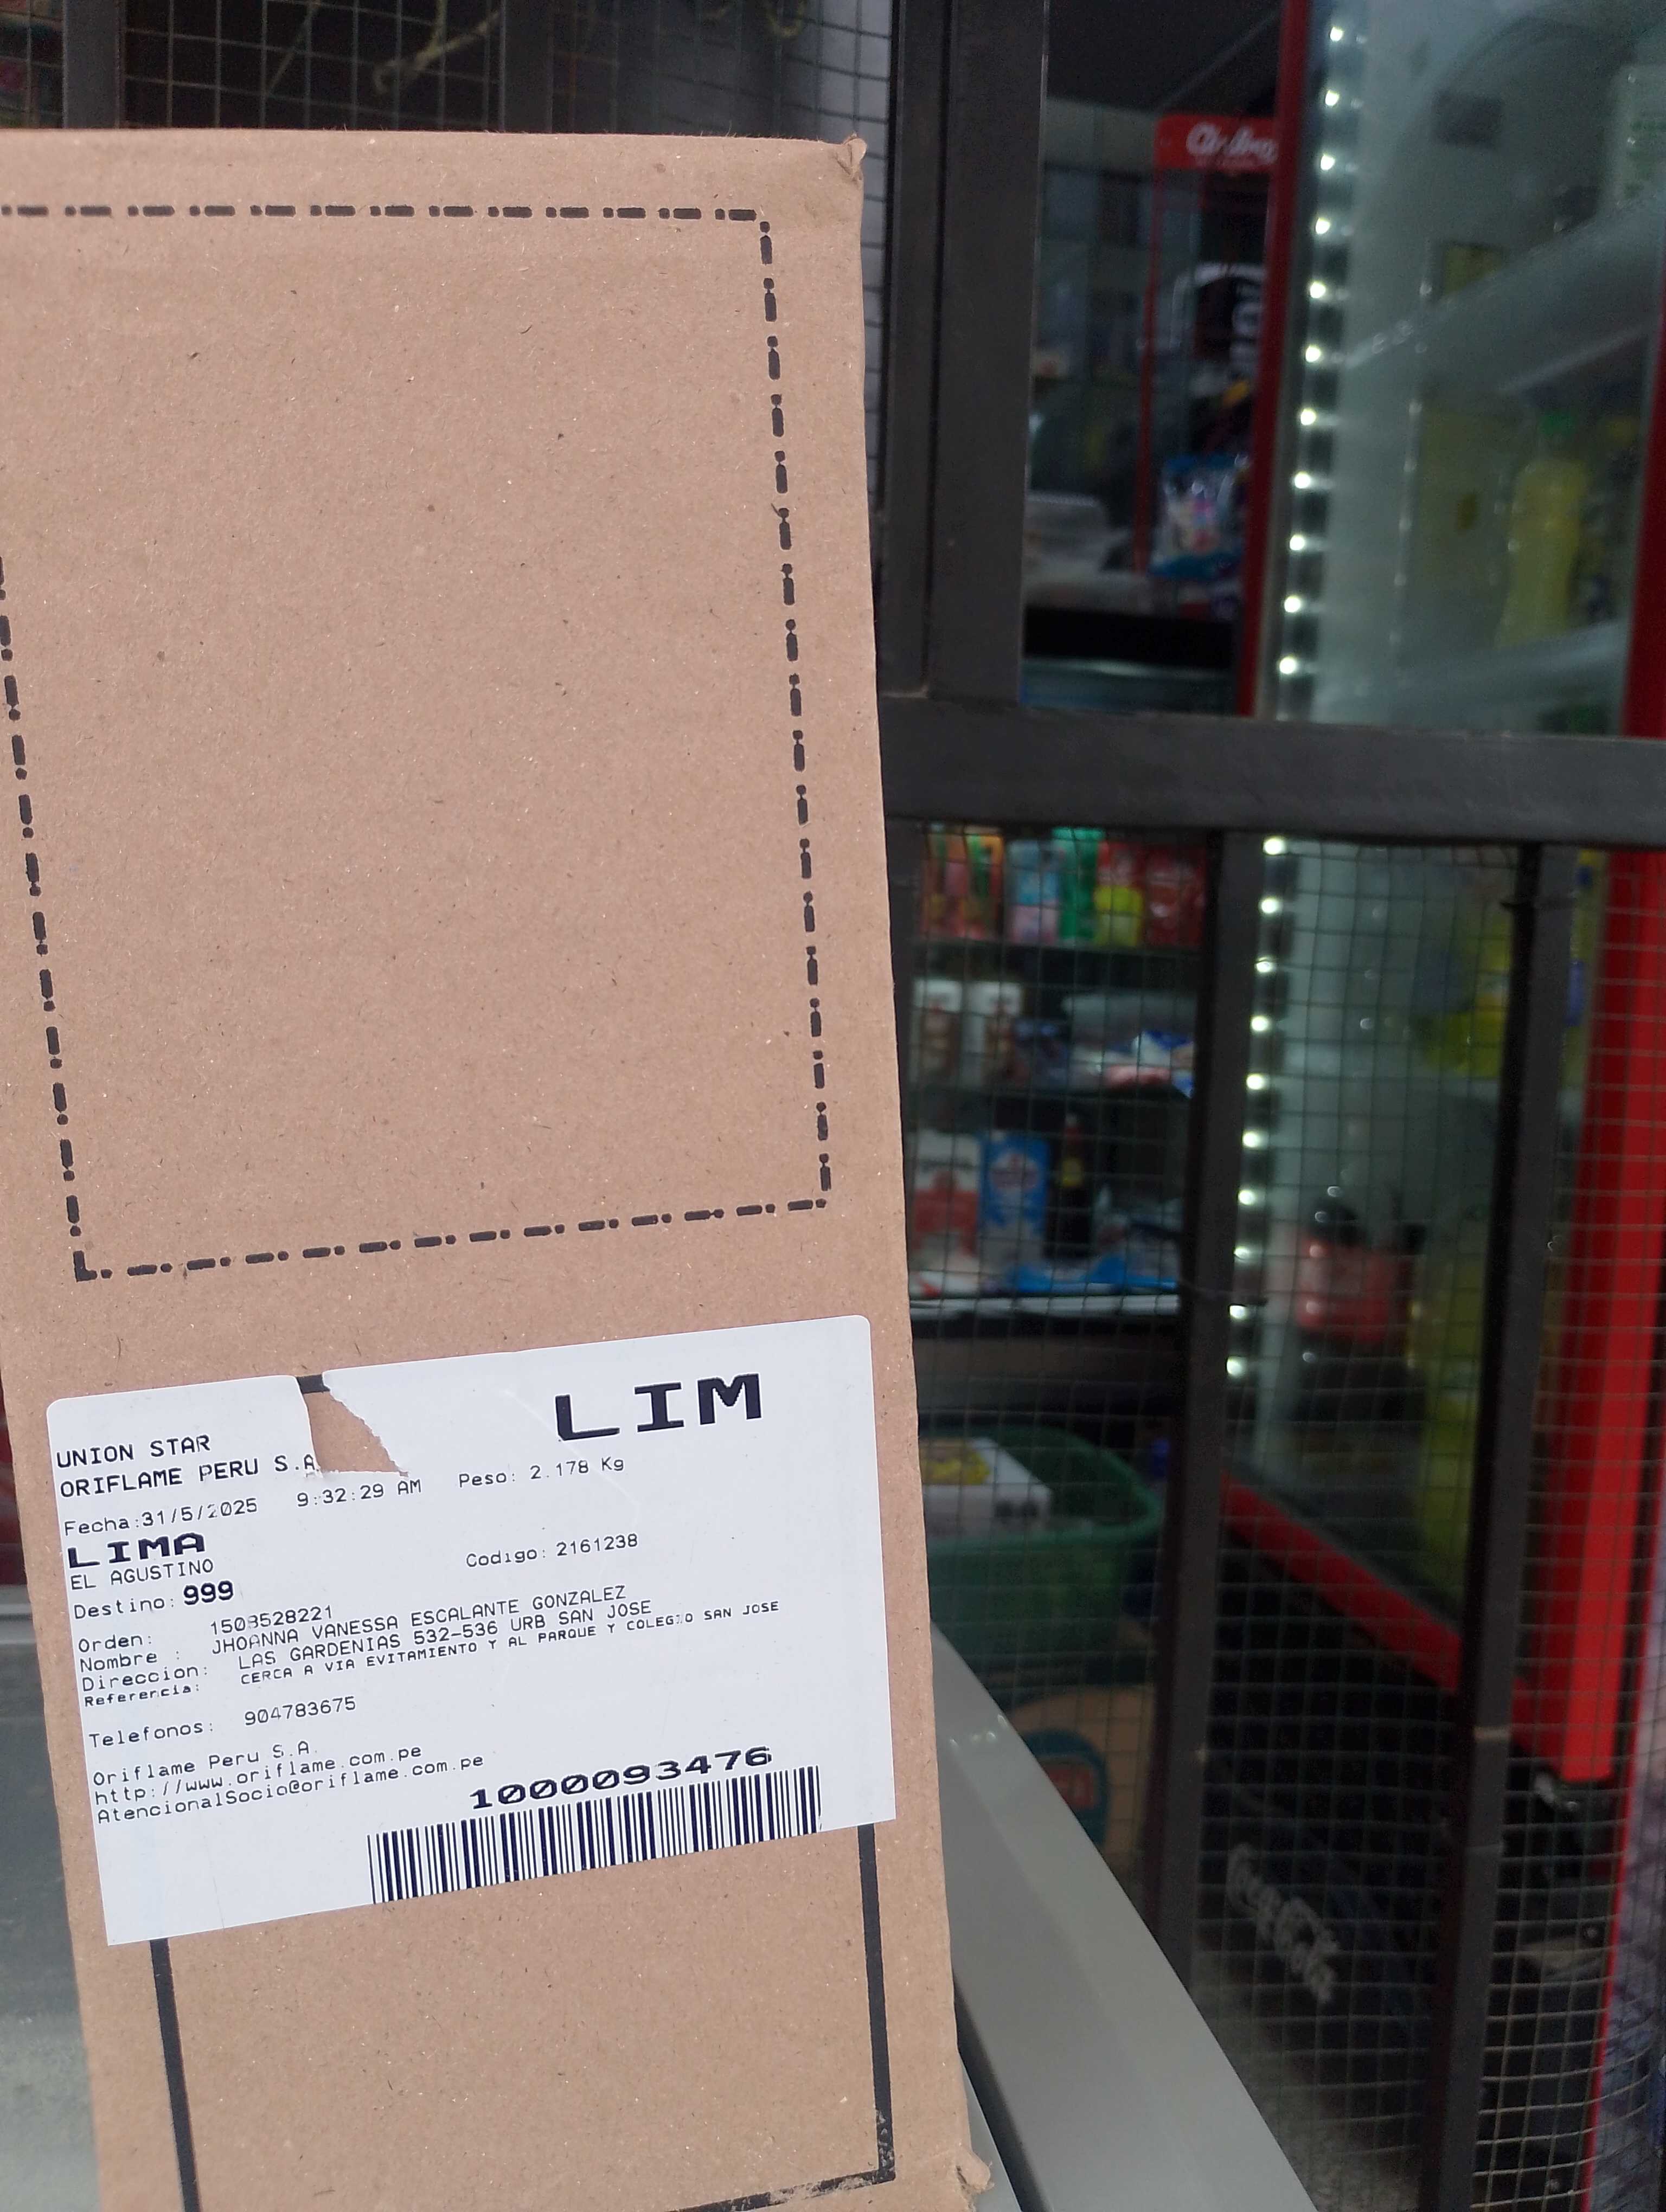 LIM
UNION STAR
ORIFLAME PERU S.A
Fecha:31/5/2025 9:32:29 AM Peso: 2.178 Kg
LIMA
EL AGUSTINO Codigo: 2161238
Destino: 999
Orden: 1503528221
Nombre : JHOANNA VANESSA ESCALANTE GONZALEZ
Direccion: LAS GARDENIAS 532-536 URB SAN JOSE
Referencia: CERCA A VIA EVITAMIENTO Y AL PARQUE Y COLEGIO SAN JOSE
Telefonos: 904783675
Oriflame Peru S.A.
http://www.oriflame.com.pe
AtencionalSocio@oriflame.com.pe
1000093476